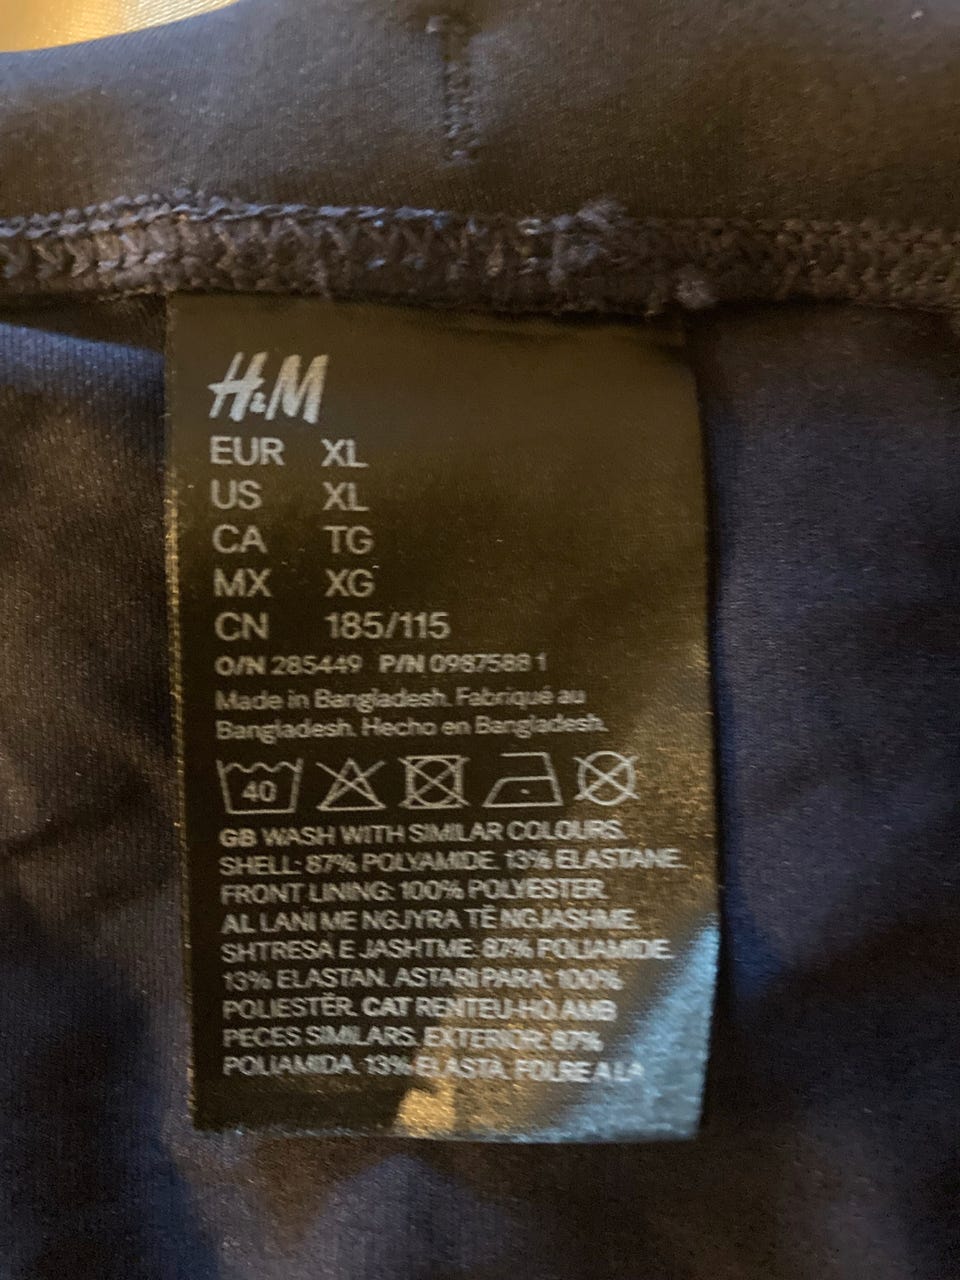 H&M
EUR XL
US XL
CA TG
MX XG
CN 185/115
O/N 285449 P/N 09875881
Made in Bangladesh. Fabriqué au
Bangladesh. Hecho en Bangladesh.
40
GB WASH WITH SIMILAR COLOURS.
SHELL: 87% POLYAMIDE. 13% ELASTANE.
FRONT LINING: 100% POLYESTER.
AL LANI ME NGJYRA TË NGJASHME.
SHTRESA E JASHTME: 87% POLIAMIDE.
13% ELASTAN. ASTARI PARA: 100%
POLIESTËR. CAT RENTEU-HO AMB
PECES SIMILARS. EXTERIOR: 87%
POLIAMIDA. 13% ELASTÀ. FOLRE A LA